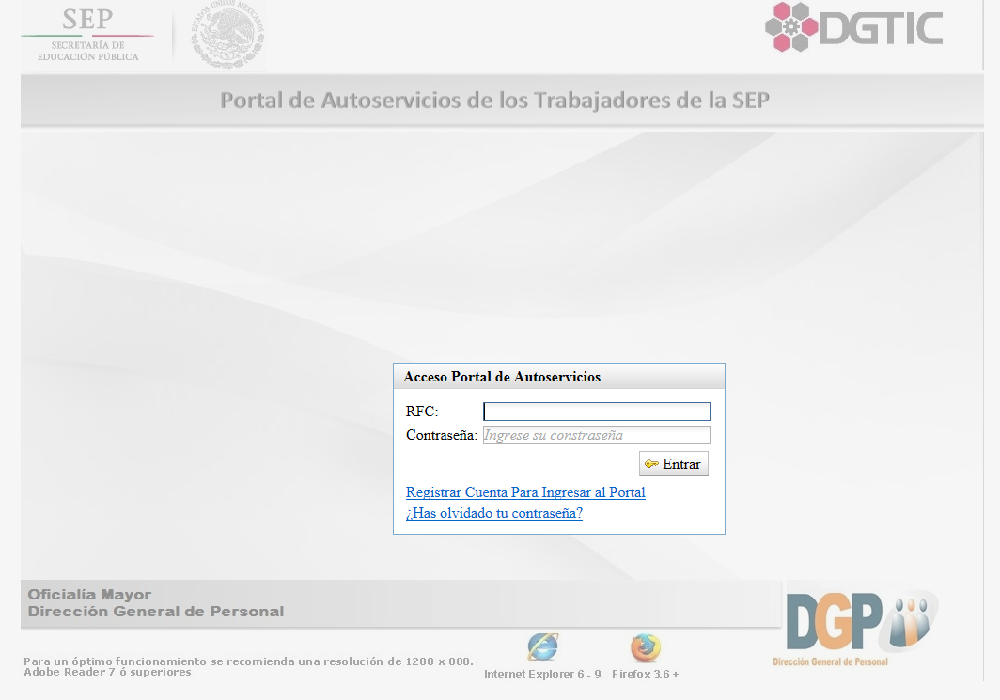 SEP
SECRETARÍA DE
EDUCACIÓN PÚBLICA
ESTADOS UNIDOS MEXICANOS
DGTIC
Portal de Autoservicios de los Trabajadores de la SEP
Acceso Portal de Autoservicios
RFC:
Contraseña: Ingrese su constraseña
Entrar
Registrar Cuenta Para Ingresar al Portal
¿Has olvidado tu contraseña?
Oficialía Mayor
Dirección General de Personal
DGP
Dirección General de Personal
Para un óptimo funcionamiento se recomienda una resolución de 1280 x 800.
Adobe Reader 7 ó superiores
Internet Explorer 6 - 9 Firefox 3.6 +